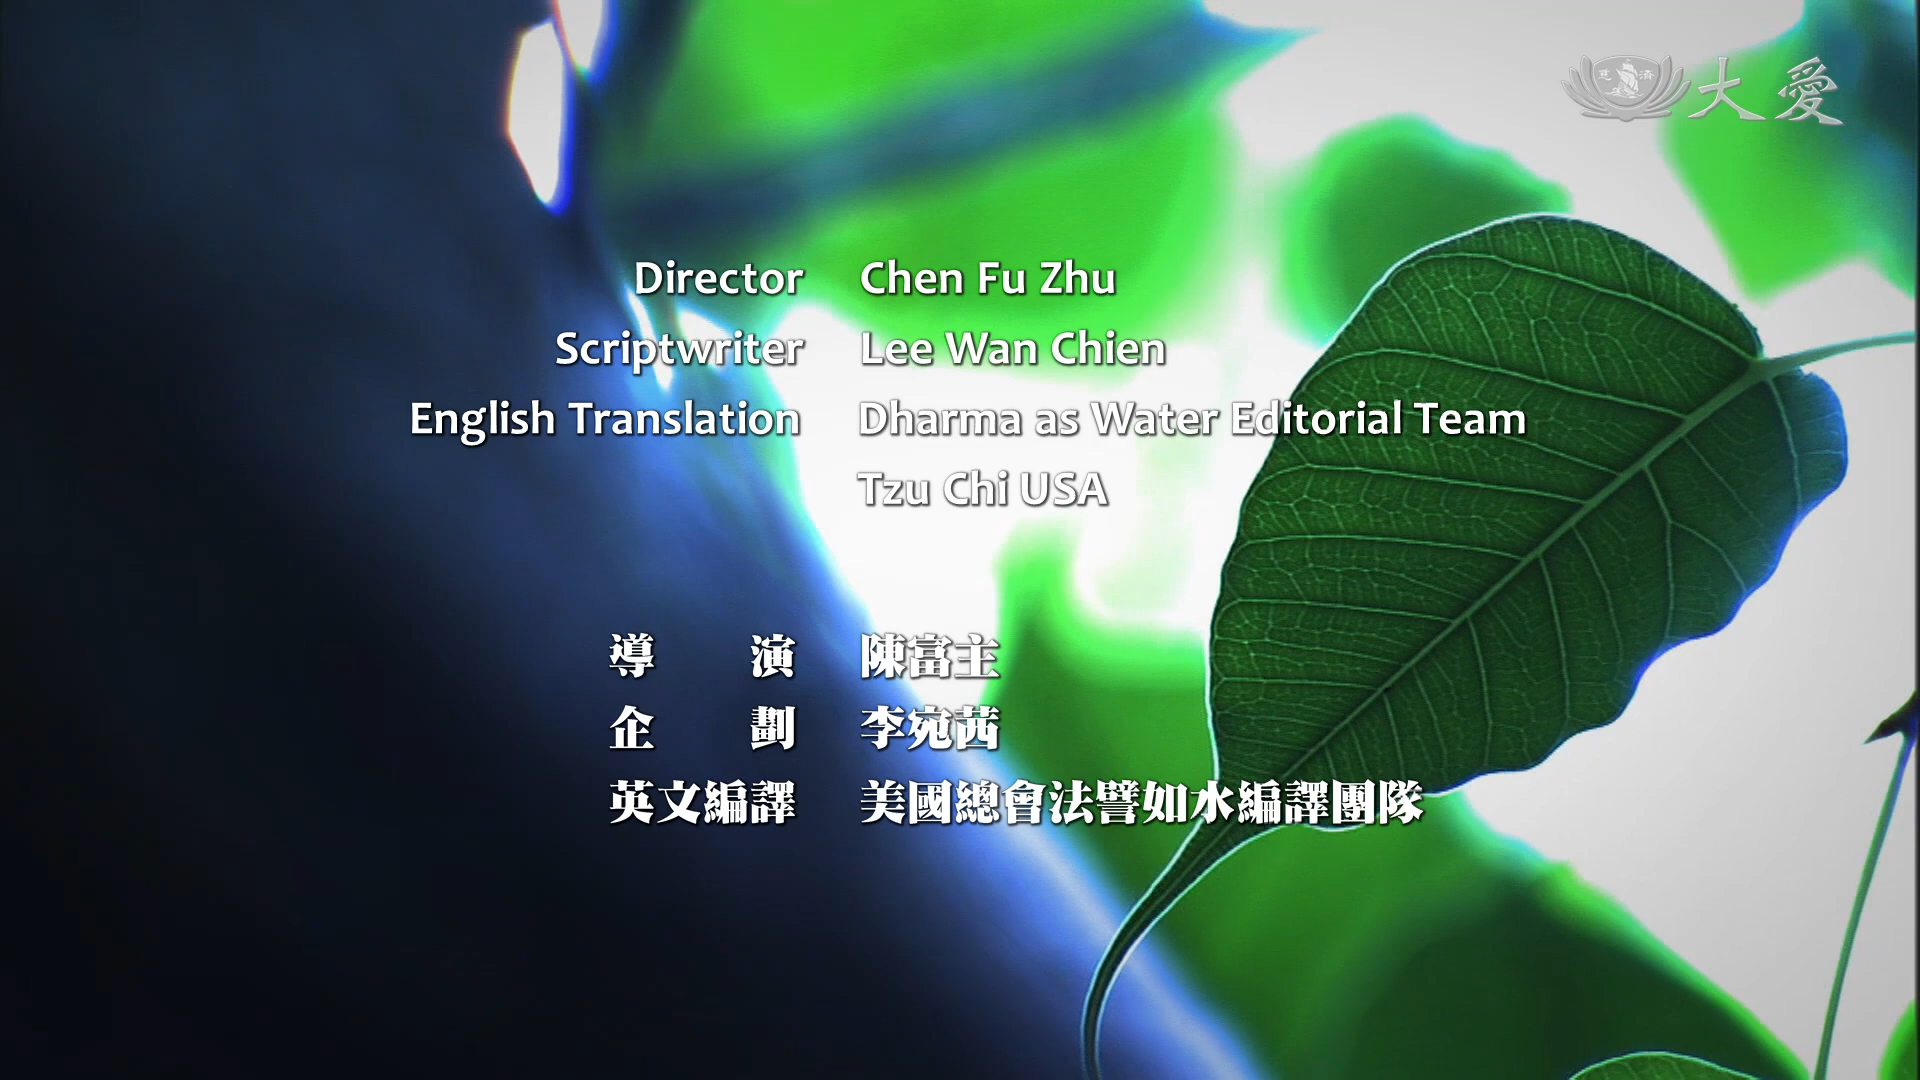 慈濟 大愛
Director Chen Fu Zhu
Scriptwriter Lee Wan Chien
English Translation Dharma as Water Editorial Team
Tzu Chi USA
導 演 陳富主
企 劃 李宛茜
英文編譯 美國總會法譬如水編譯團隊